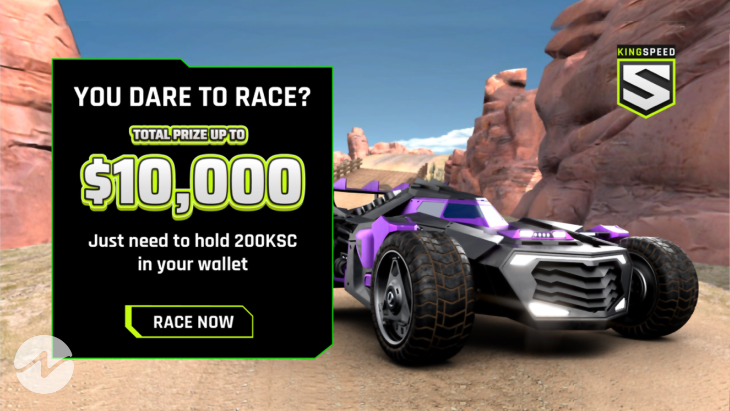 KINGSPEED
YOU DARE TO RACE?
TOTAL PRIZE UP TO
$10,000
Just need to hold 200KSC
in your wallet
RACE NOW